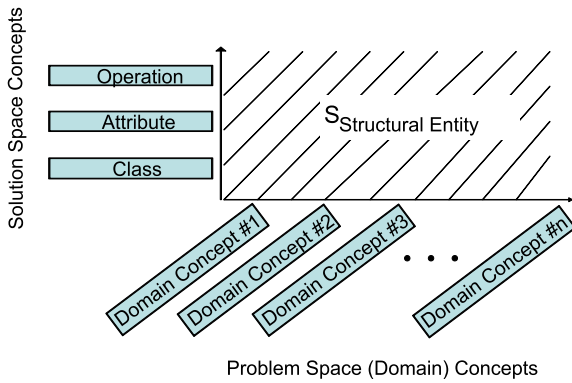 Solution Space Concepts
Operation
Attribute
Class
S Structural Entity
Domain Concept #1
Domain Concept #2
Domain Concept #3
• • •
Domain Concept #n
Problem Space (Domain) Concepts